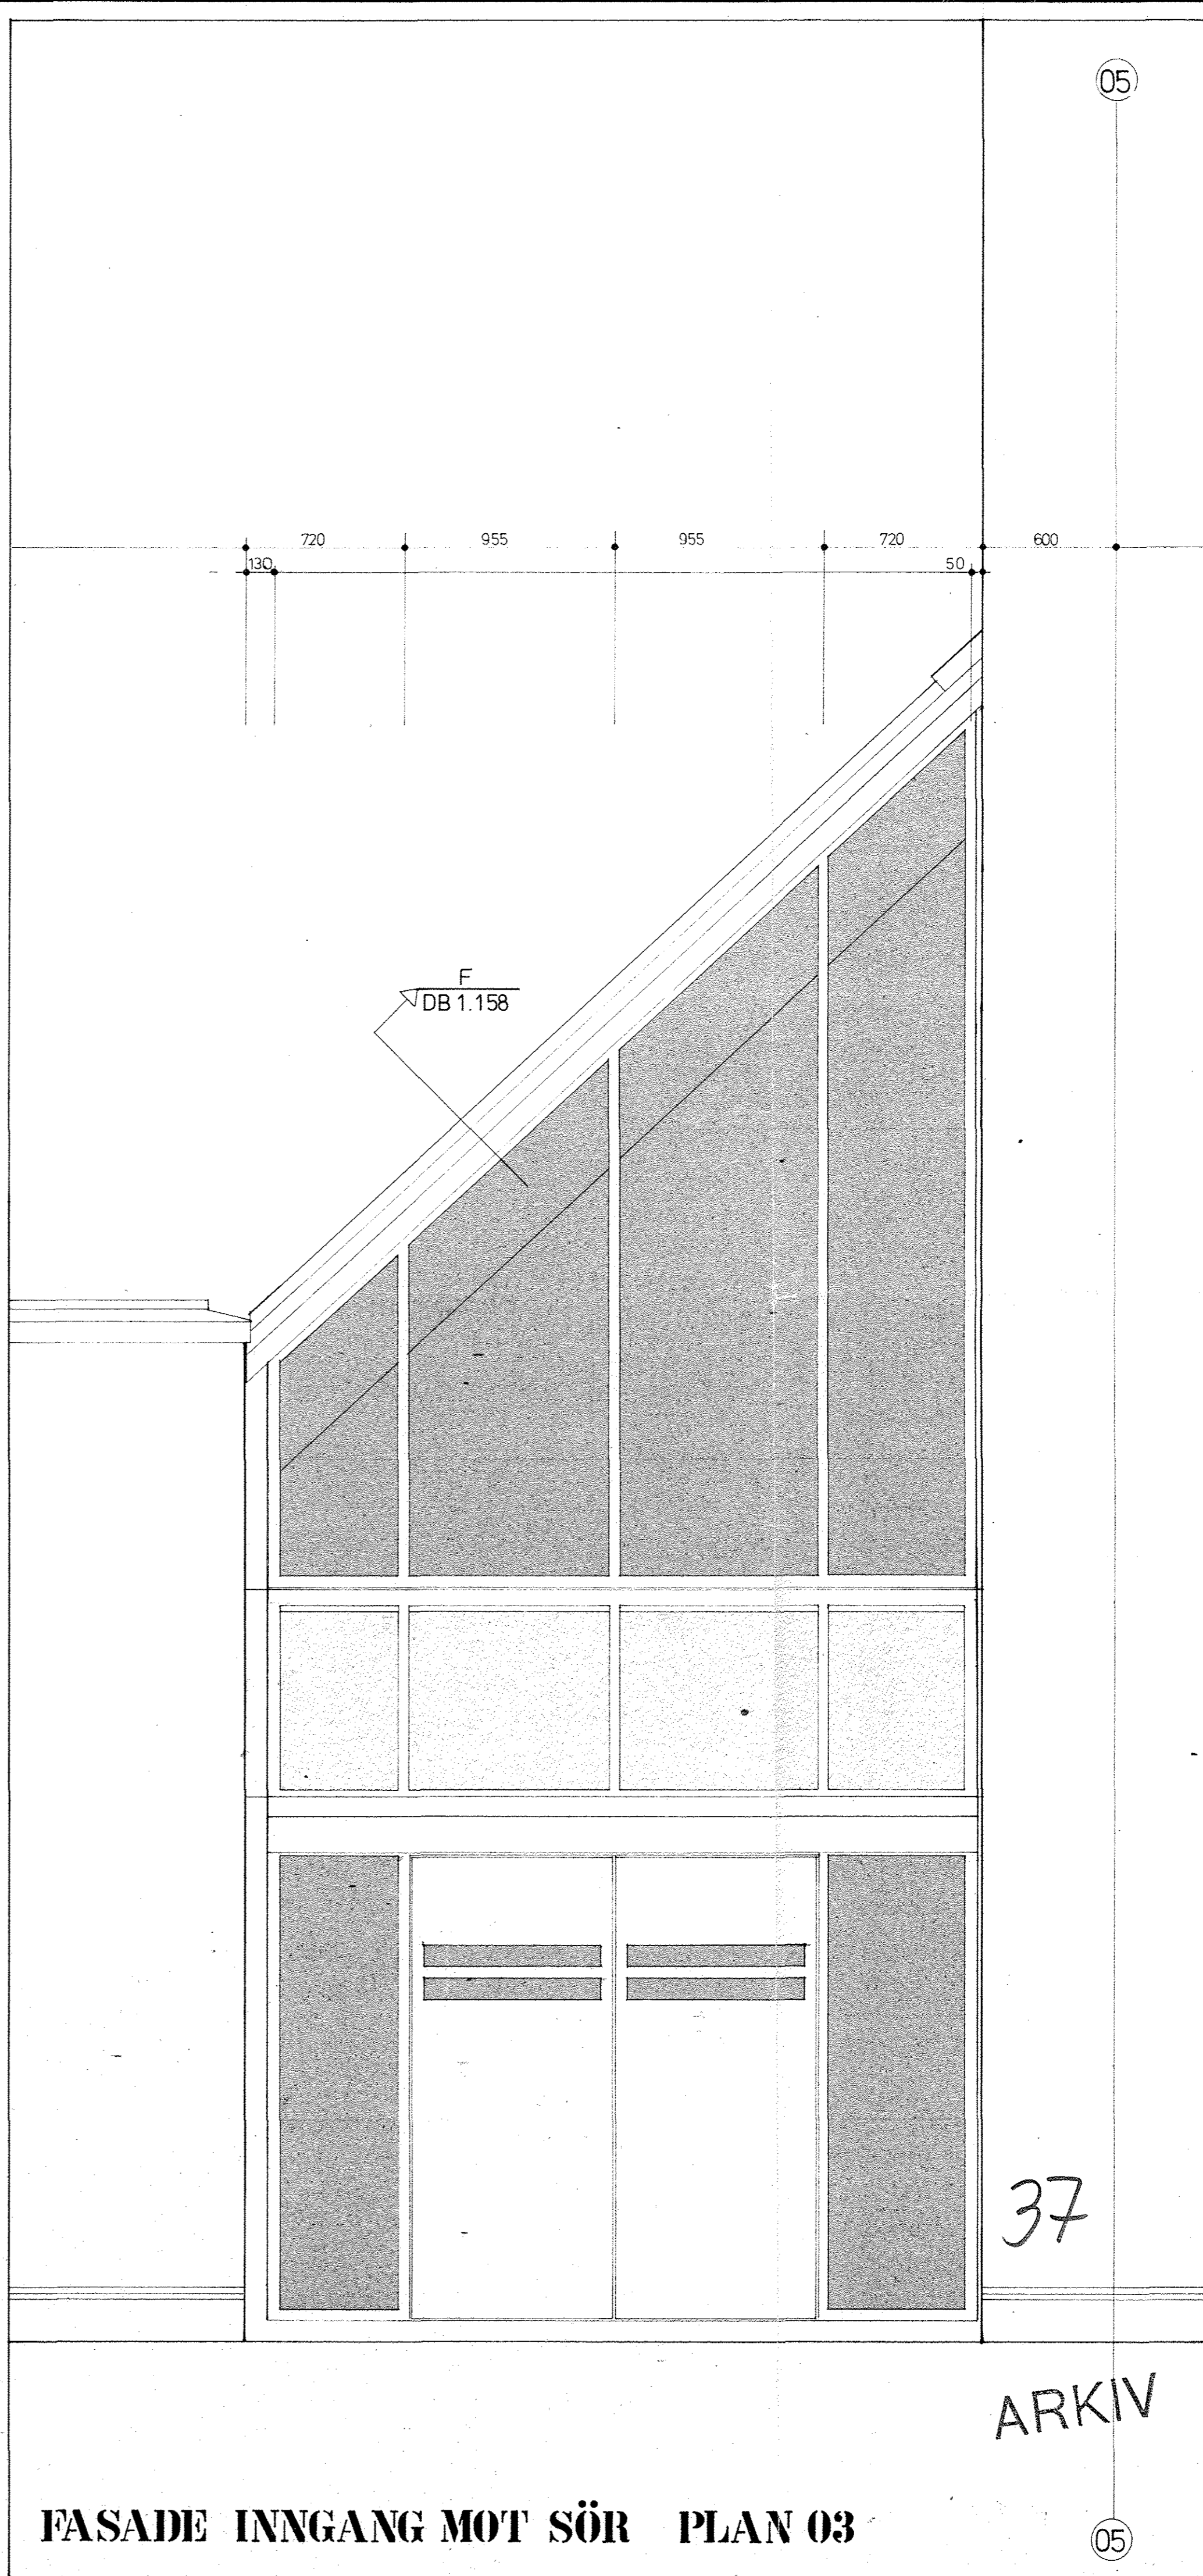 05
720 955 955 720 600
130 50
F
DB 1.158
37
ARKIV
FASADE INNGANG MOT SÖR PLAN 03
05